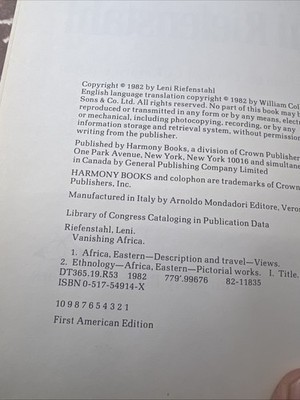 Copyright © 1982 by Leni Riefenstahl
English language translation copyright © 1982 by William Col
Sons & Co. Ltd. All rights reserved. No part of this book may b
reproduced or transmitted in any form or by any means, elect
or mechanical, including photocopying, recording, or by any
information storage and retrieval system, without permission
writing from the publisher.
Published by Harmony Books, a division of Crown Publisher
One Park Avenue, New York, New York 10016 and simultane
in Canada by General Publishing Company Limited
HARMONY BOOKS and colophon are trademarks of Crown
Publishers, Inc.
Manufactured in Italy by Arnoldo Mondadori Editore, Vero
Library of Congress Cataloging in Publication Data
Riefenstahl, Leni.
Vanishing Africa.
1. Africa, Eastern—Description and travel—Views.
2. Ethnology—Africa, Eastern—Pictorial works. I. Title.
DT365.19.R53 1982 779'.99676 82-11835
ISBN 0-517-54914-X
10 9 8 7 6 5 4 3 2 1
First American Edition